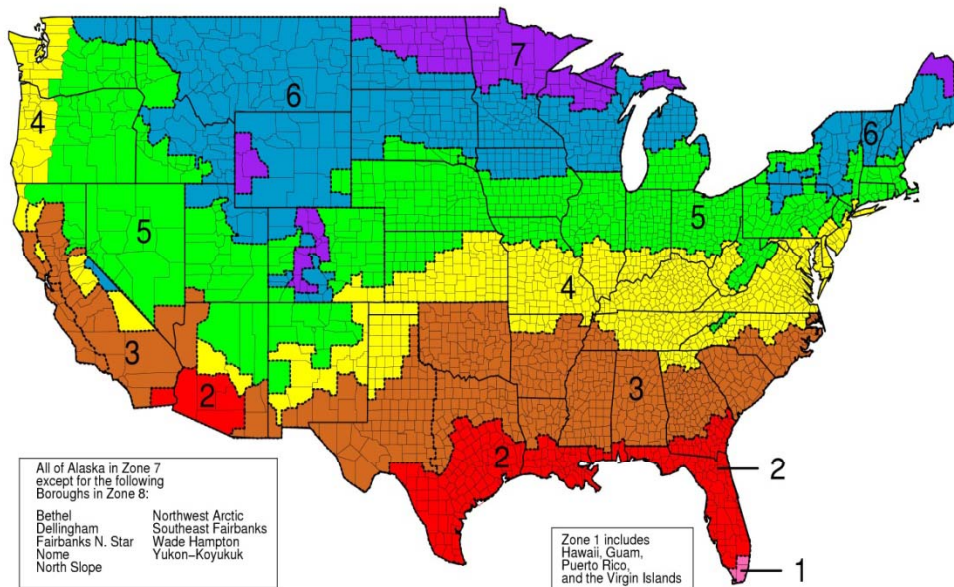 7
6
6
4
5
5
4
3
3
2
2
2
1
All of Alaska in Zone 7
except for the following
Boroughs in Zone 8:
Bethel
Dellingham
Fairbanks N. Star
Nome
North Slope
Northwest Arctic
Southeast Fairbanks
Wade Hampton
Yukon-Koyukuk
Zone 1 includes
Hawaii, Guam,
Puerto Rico,
and the Virgin Islands